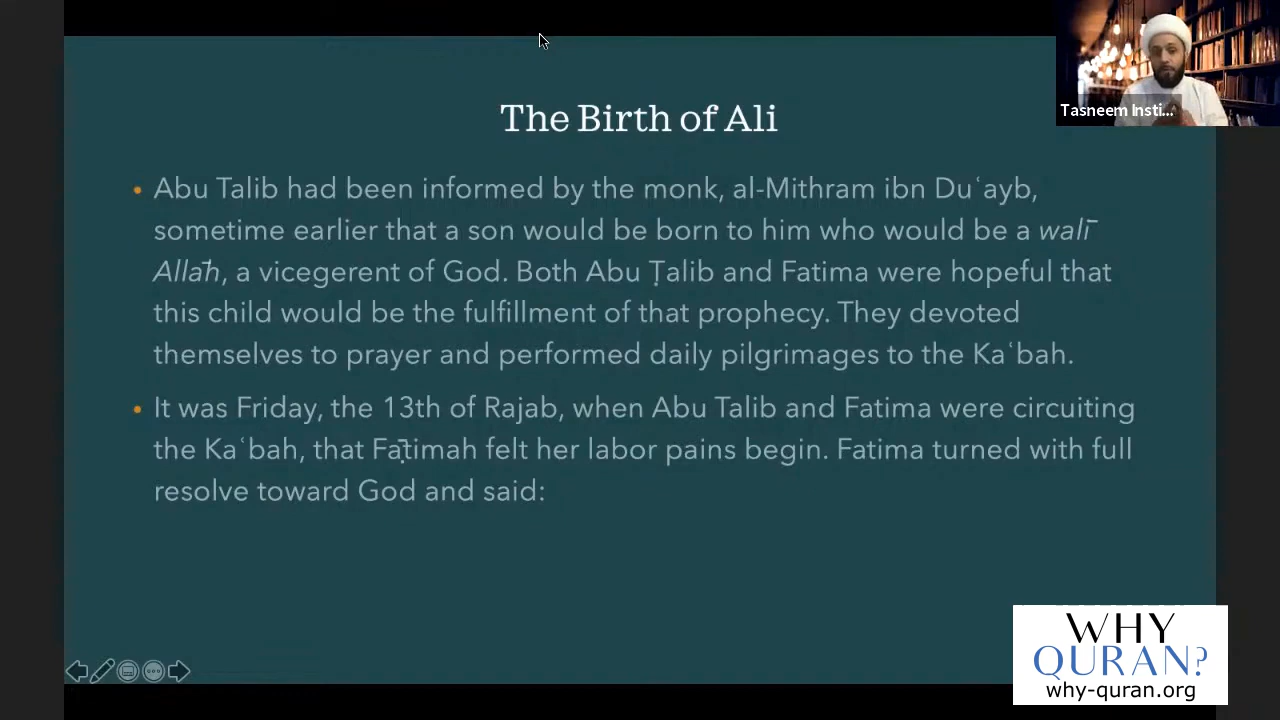 Tasneem Insti...
The Birth of Ali
• Abu Talib had been informed by the monk, al-Mithram ibn Duʿayb,
sometime earlier that a son would be born to him who would be a walī
Allāh, a vicegerent of God. Both Abu Ṭalib and Fatima were hopeful that
this child would be the fulfillment of that prophecy. They devoted
themselves to prayer and performed daily pilgrimages to the Kaʿbah.
• It was Friday, the 13th of Rajab, when Abu Talib and Fatima were circuiting
the Kaʿbah, that Fāṭimah felt her labor pains begin. Fatima turned with full
resolve toward God and said:
WHY
QURAN?
why-quran.org